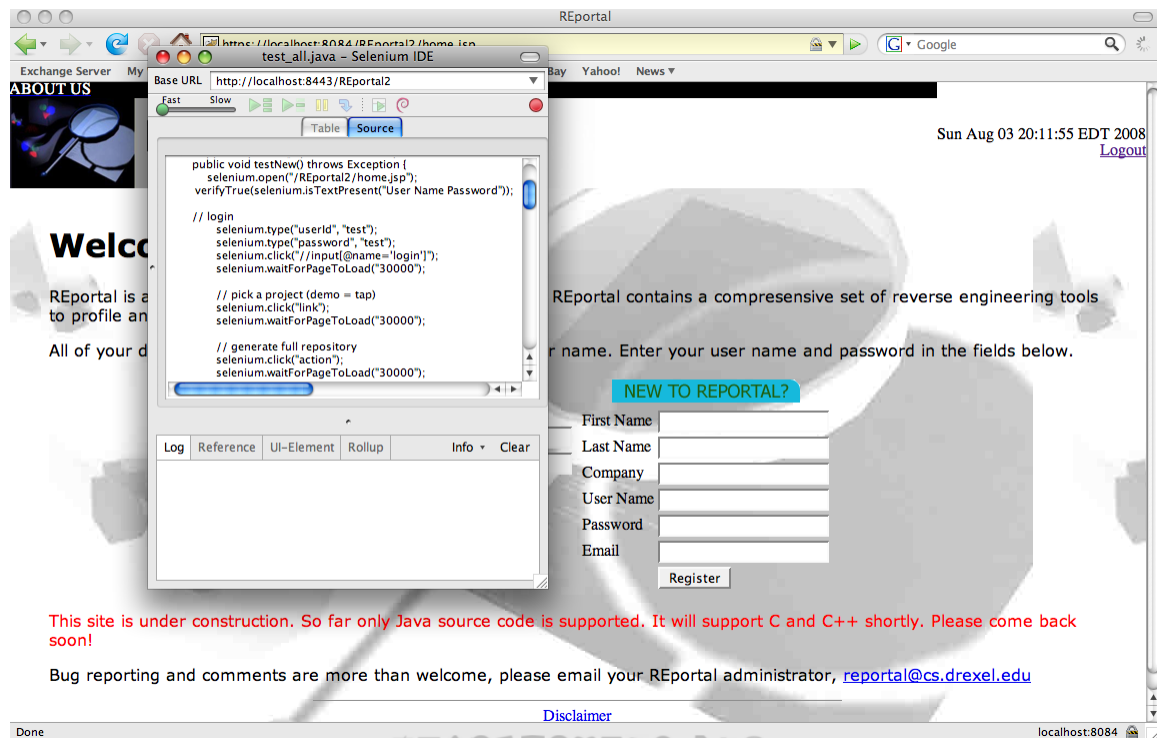 REportal
https://localhost:8084/REportal2/home.jsp
Google
Exchange Server My
Bay Yahoo! News
test_all.java – Selenium IDE
Base URL http://localhost:8443/REportal2
Fast Slow
Table Source
public void testNew() throws Exception {
selenium.open("/REportal2/home.jsp");
verifyTrue(selenium.isTextPresent("User Name Password"));
// login
selenium.type("userId", "test");
selenium.type("password", "test");
selenium.click("//input[@name='login']");
selenium.waitForPageToLoad("30000");
// pick a project (demo = tap)
selenium.click("link");
selenium.waitForPageToLoad("30000");
// generate full repository
selenium.click("action");
selenium.waitForPageToLoad("30000");
Log Reference UI-Element Rollup Info Clear
ABOUT US
Sun Aug 03 20:11:55 EDT 2008
Logout
Welc
REportal is a REportal contains a compresensive set of reverse engineering tools
to profile an
All of your d r name. Enter your user name and password in the fields below.
NEW TO REPORTAL?
First Name
Last Name
Company
User Name
Password
Email
Register
This site is under construction. So far only Java source code is supported. It will support C and C++ shortly. Please come back
soon!
Bug reporting and comments are more than welcome, please email your REportal administrator, reportal@cs.drexel.edu
Disclaimer
Done
localhost:8084